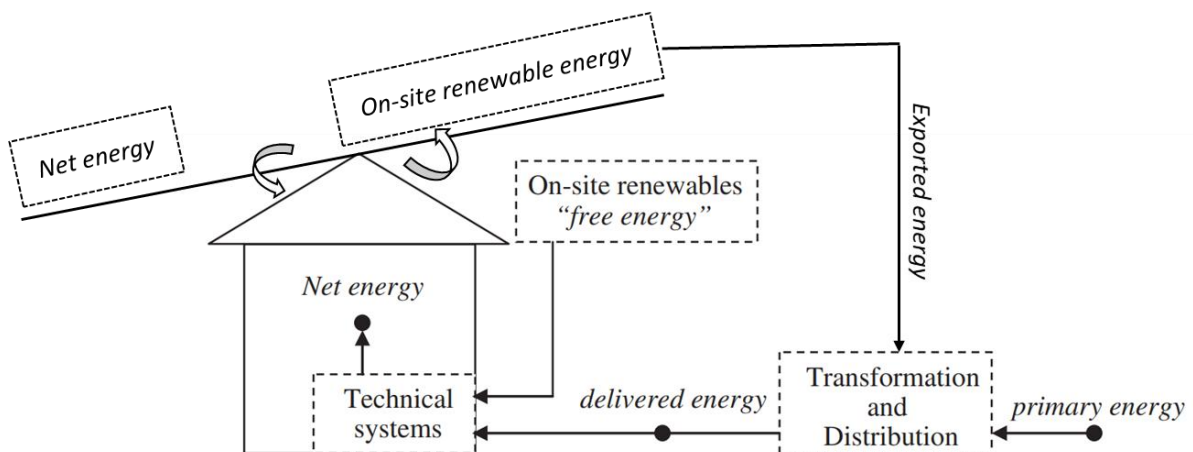 On-site renewable energy
Net energy
Exported energy
On-site renewables
“free energy”
Net energy
Technical
systems
delivered energy
Transformation
and
Distribution
primary energy